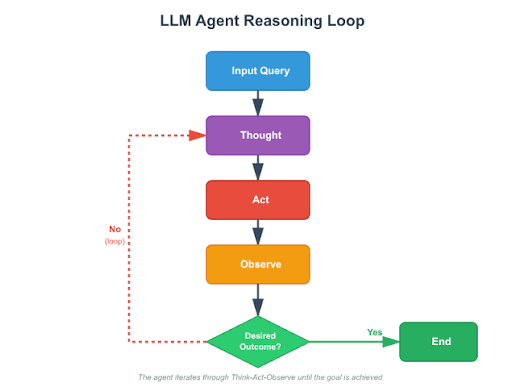 LLM Agent Reasoning Loop
Input Query
Thought
Act
No
(loop)
Observe
Desired
Outcome?
Yes
End
The agent iterates through Think-Act-Observe until the goal is achieved